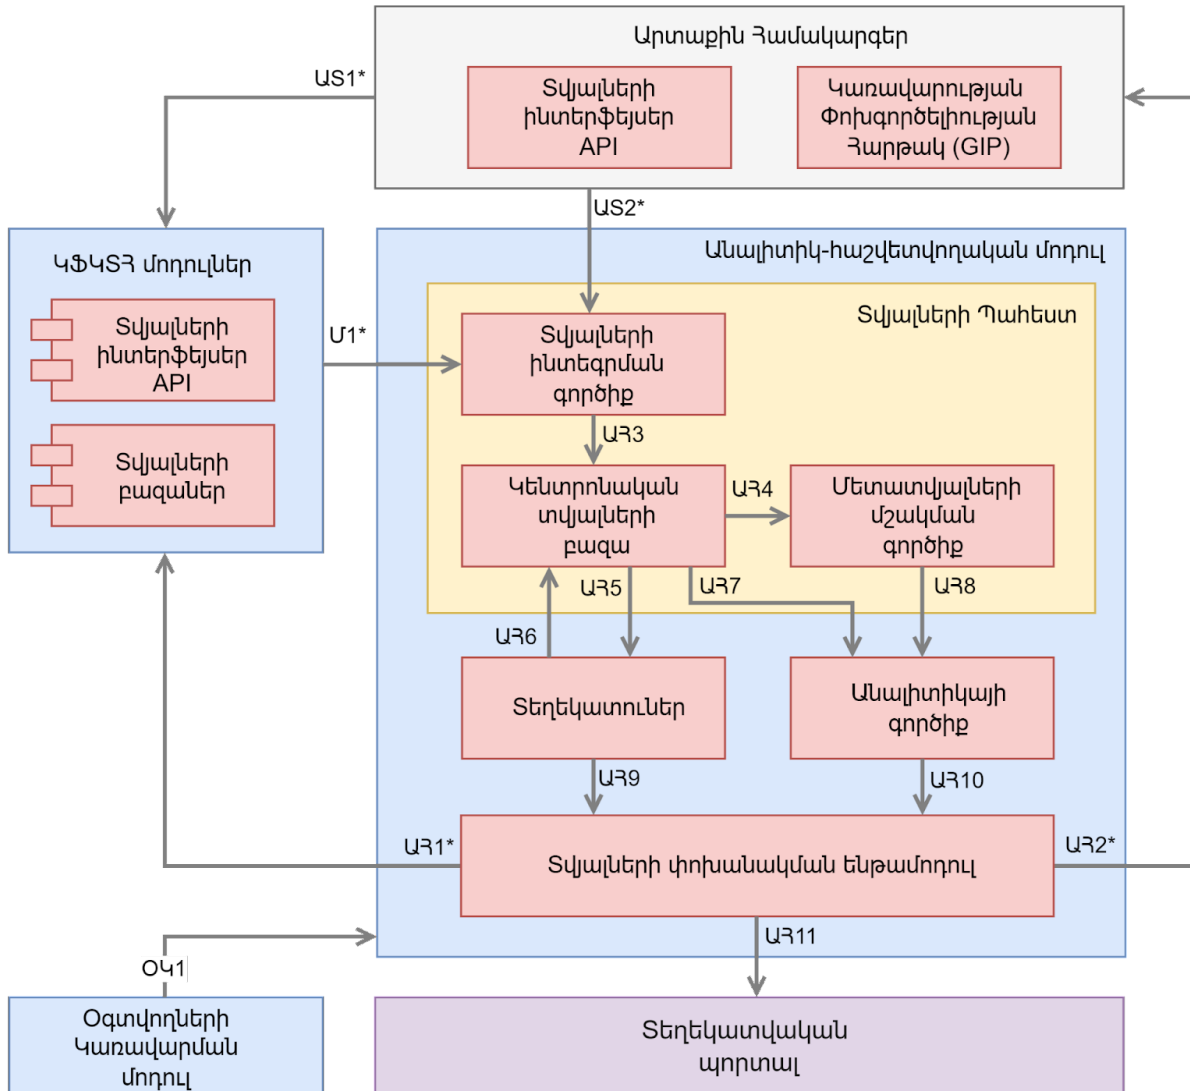 Արտաքին Համակարգեր
ԱՏ1*
Տվյալների
ինտերֆեյսեր
API
Կառավարության
Փոխգործելիության
Հարթակ (GIP)
ԱՏ2*
ԿՖԿՏՀ մոդուլներ
Տվյալների
ինտերֆեյսեր
API
Տվյալների
բազաներ
Մ1*
Անալիտիկ-հաշվետվողական մոդուլ
Տվյալների Պահեստ
Տվյալների
ինտեգրման
գործիք
ԱՀ3
Կենտրոնական
տվյալների
բազա
ԱՀ4
Մետատվյալների
մշակման
գործիք
ԱՀ5
ԱՀ7
ԱՀ8
ԱՀ6
Տեղեկատուներ
Անալիտիկայի
գործիք
ԱՀ9
ԱՀ10
ԱՀ1*
Տվյալների փոխանակման ենթամոդուլ
ԱՀ2*
ԱՀ11
ՕԿ1
Օգտվողների
Կառավարման
մոդուլ
Տեղեկատվական
պորտալ